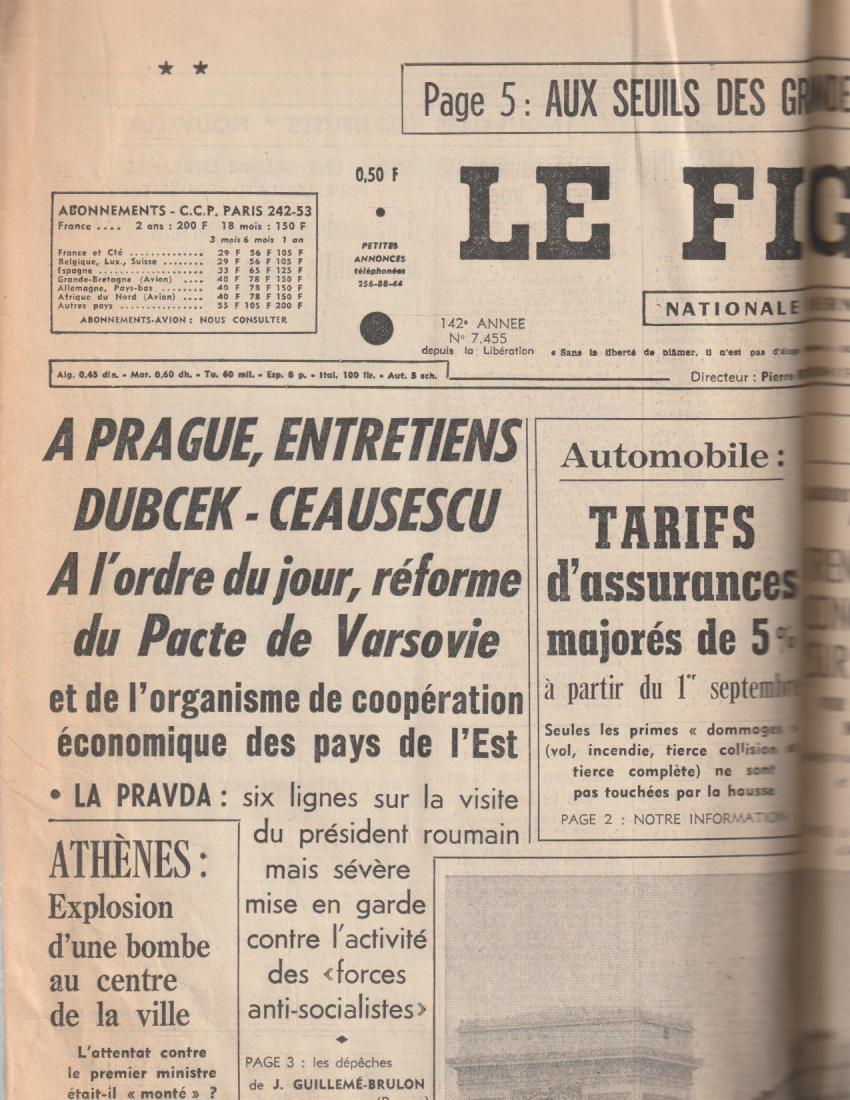 ★ ★
Page 5 : AUX SEUILS DES
0,50 F
LE FIG
ABONNEMENTS - C.C.P. PARIS 242-53
France .... 2 ans : 200 F 18 mois : 150 F
3 mois 6 mois 1 an
France et Cté .............. 29 F 56 F 105 F
Belgique, Lux., Suisse ....... 29 F 56 F 105 F
Espagne .................... 33 F 65 F 125 F
Grande-Bretagne (Avion) .... 40 F 78 F 150 F
Allemagne, Pays-bas ........ 40 F 78 F 150 F
Afrique du Nord (Avion) .... 40 F 78 F 150 F
Autres pays ................ 55 F 105 F 200 F
ABONNEMENTS-AVION : NOUS CONSULTER
PETITES
ANNONCES
téléphonées
256-88-44
142e ANNEE
N° 7.455
depuis la Libération
NATIONALE
« Sans la liberté de blâmer, il n'est pas
Alg. 0,45 din. - Mar. 0,60 dh. - Tu. 60 mil. - Esp. 8 p. - Ital. 100 lir. - Aut. 5 sch.
Directeur : Pierre
A PRAGUE, ENTRETIENS
DUBCEK - CEAUSESCU
A l'ordre du jour, réforme
du Pacte de Varsovie
et de l'organisme de coopération
économique des pays de l'Est
• LA PRAVDA : six lignes sur la visite
du président roumain
mais sévère
mise en garde
contre l'activité
des «forces
anti-socialistes»
PAGE 3 : les dépêches
de J. GUILLEMÉ-BRULON
ATHÈNES :
Explosion
d'une bombe
au centre
de la ville
L'attentat contre
le premier ministre
était-il « monté » ?
Automobile :
TARIFS
d'assurances
majorés de 5 %
à partir du 1er septembre
Seules les primes « dommages »
(vol, incendie, tierce collision et
tierce complète) ne sont
pas touchées par la hausse
PAGE 2 : NOTRE INFORMATION